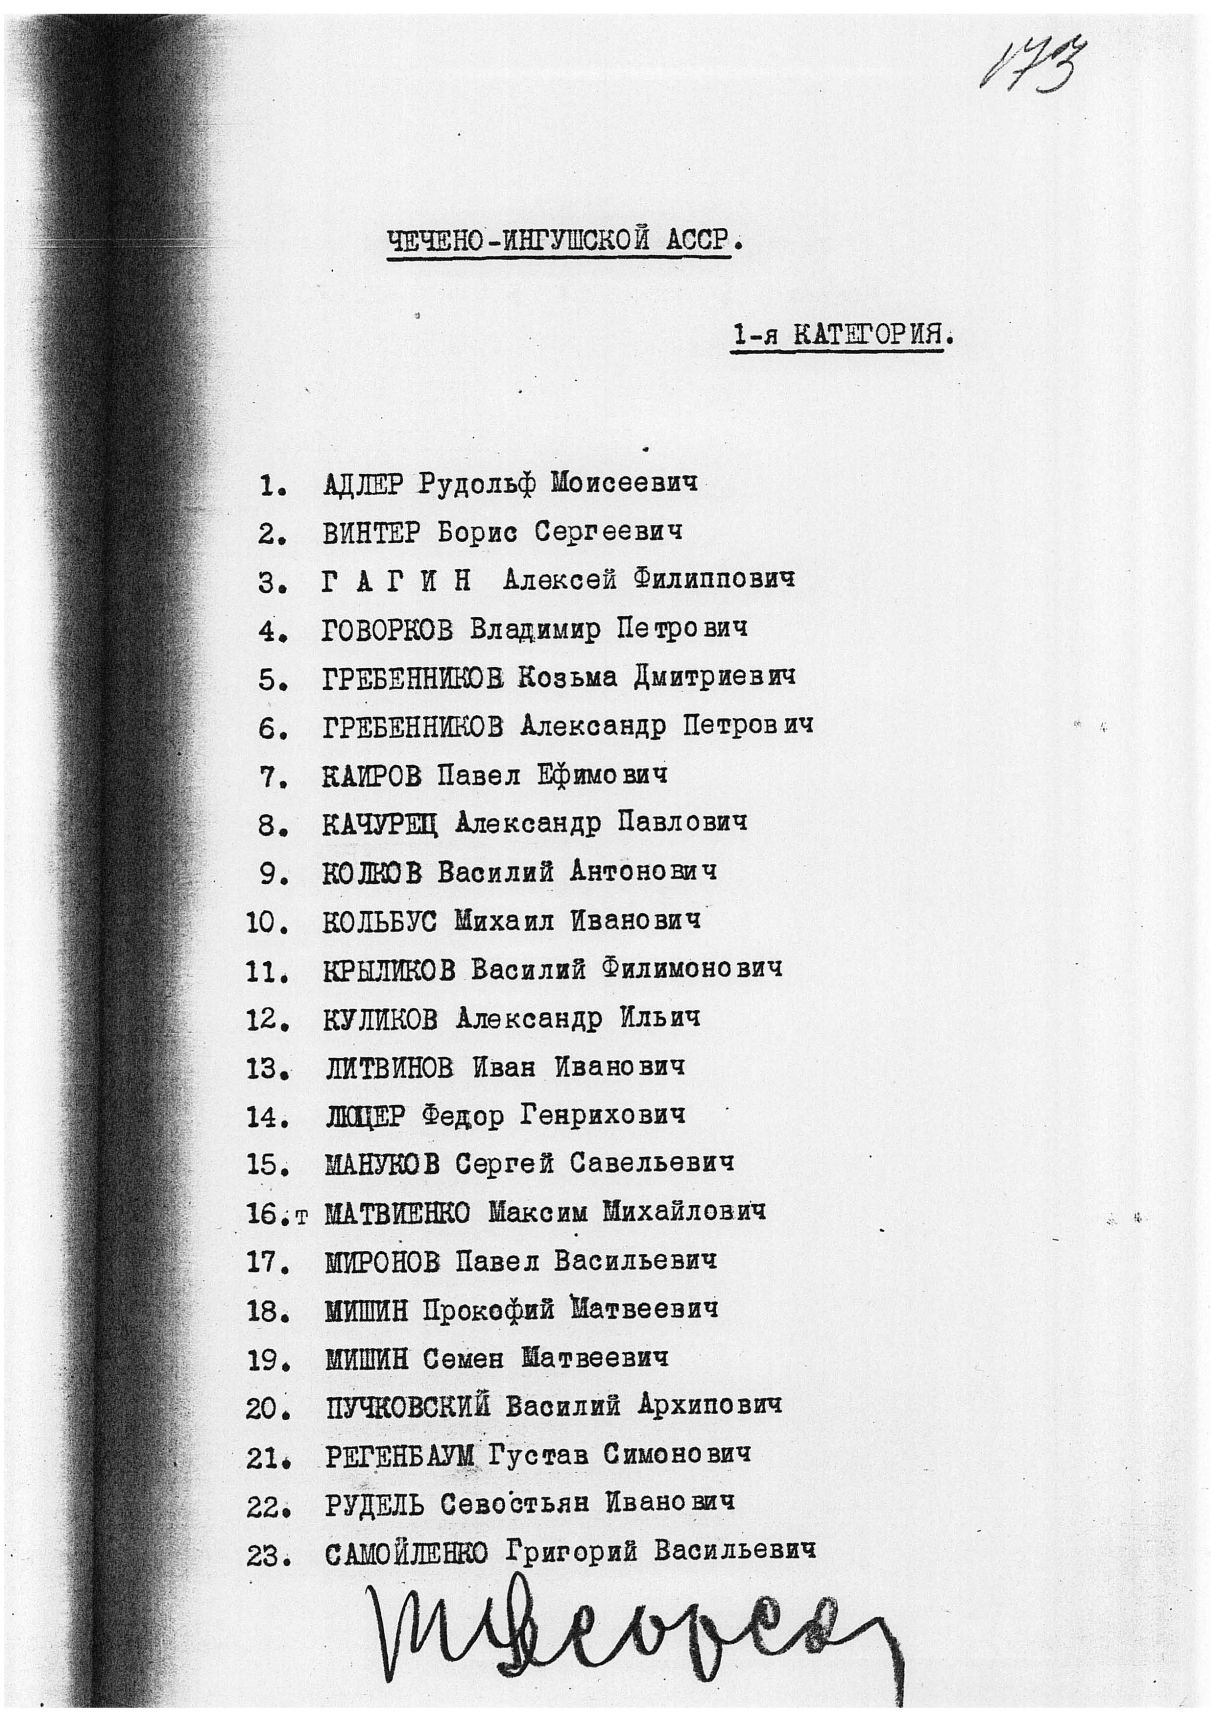 173
ЧЕЧЕНО-ИНГУШСКОЙ АССР.
1-я КАТЕГОРИЯ.
1. АДЛЕР Рудольф Моисеевич
2. ВИНТЕР Борис Сергеевич
3. Г А Г И Н Алексей Филиппович
4. ГОВОРКОВ Владимир Петрович
5. ГРЕБЕННИКОВ Козьма Дмитриевич
6. ГРЕБЕННИКОВ Александр Петрович
7. КАИРОВ Павел Ефимович
8. КАЧУРЕЦ Александр Павлович
9. КОЛКОВ Василий Антонович
10. КОЛЬБУС Михаил Иванович
11. КРЫЛИКОВ Василий Филимонович
12. КУЛИКОВ Александр Ильич
13. ЛИТВИНОВ Иван Иванович
14. ЛЮЦЕР Федор Генрихович
15. МАНУКОВ Сергей Савельевич
16.т МАТВИЕНКО Максим Михайлович
17. МИРОНОВ Павел Васильевич
18. МИШИН Прокофий Матвеевич
19. МИШИН Семен Матвеевич
20. ПУЧКОВСКИЙ Василий Архипович
21. РЕГЕНБАУМ Густав Симонович
22. РУДЕЛЬ Севостьян Иванович
23. САМОЙЛЕНКО Григорий Васильевич